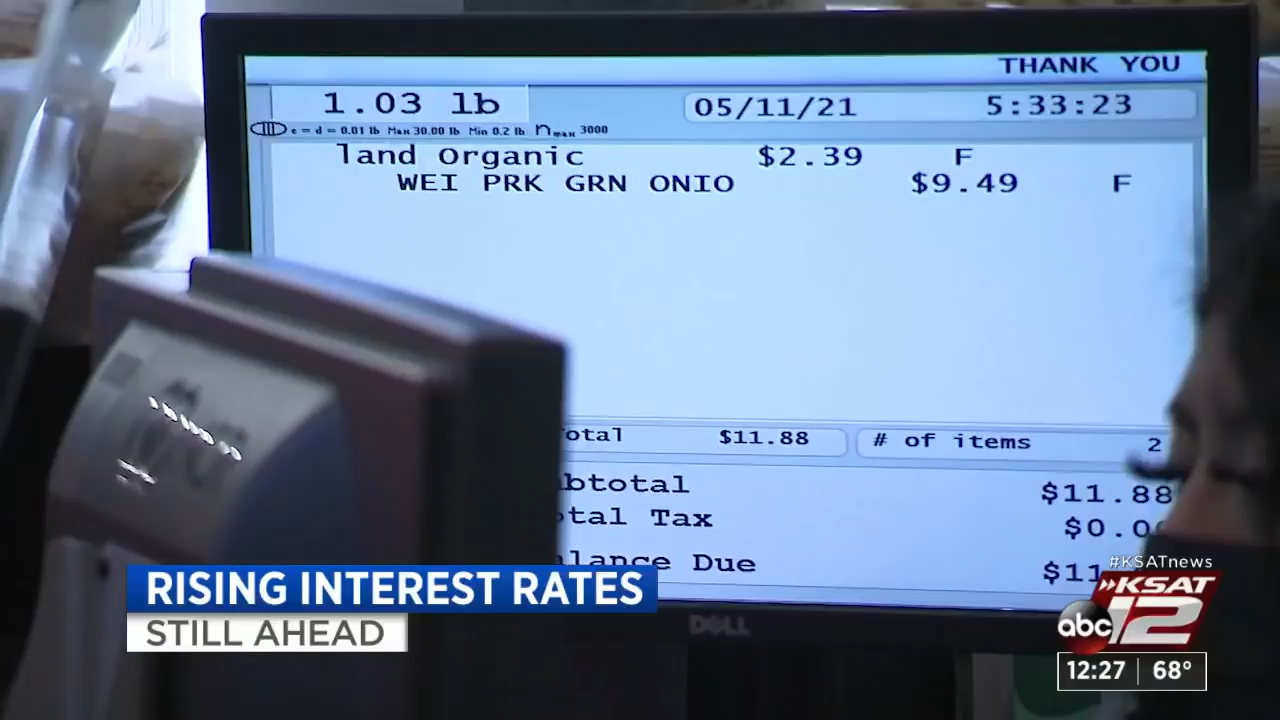 THANK YOU
1.03 lb
05/11/21 5:33:23
e = d = 0.01 lb Max 30.00 lb Min 0.2 lb nmax 3000
land Organic $2.39 F
WEI PRK GRN ONIO $9.49 F
otal $11.88 # of items 2
btotal $11.88
tal Tax $0.0
alance Due $11
DELL
RISING INTEREST RATES
STILL AHEAD
#KSATnews
KSAT
abc 12
12:27 68°